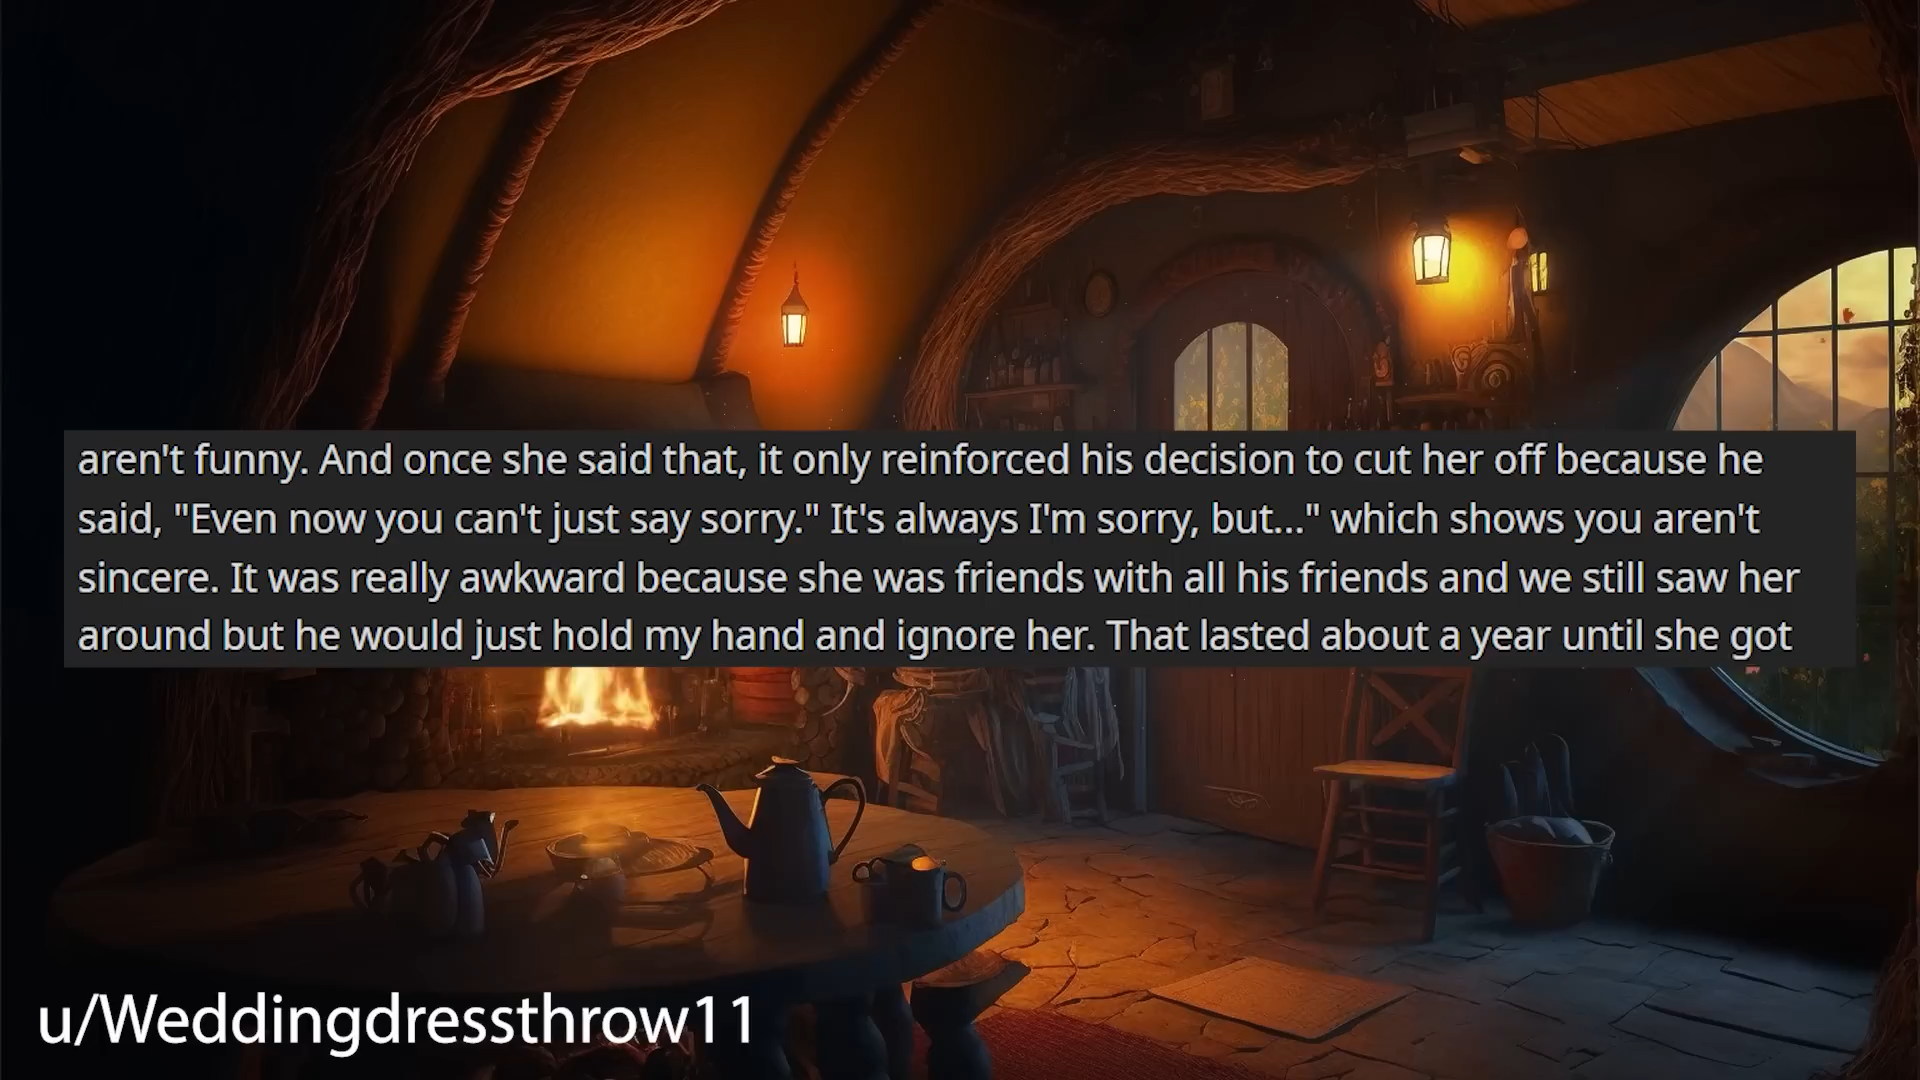 aren't funny. And once she said that, it only reinforced his decision to cut her off because he
said, "Even now you can't just say sorry." It's always I'm sorry, but..." which shows you aren't
sincere. It was really awkward because she was friends with all his friends and we still saw her
around but he would just hold my hand and ignore her. That lasted about a year until she got
u/Weddingdressthrow11